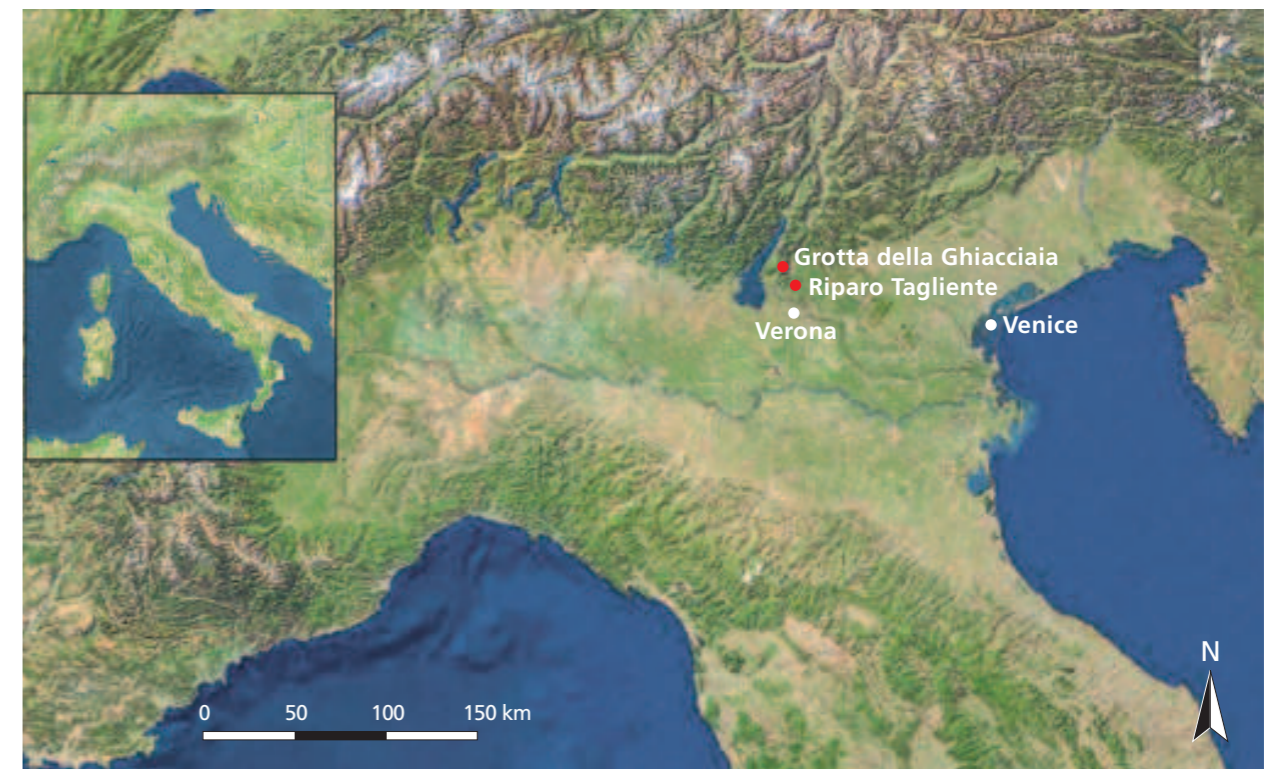 Grotta della Ghiacciaia
Riparo Tagliente
Verona
Venice
N
0 50 100 150 km